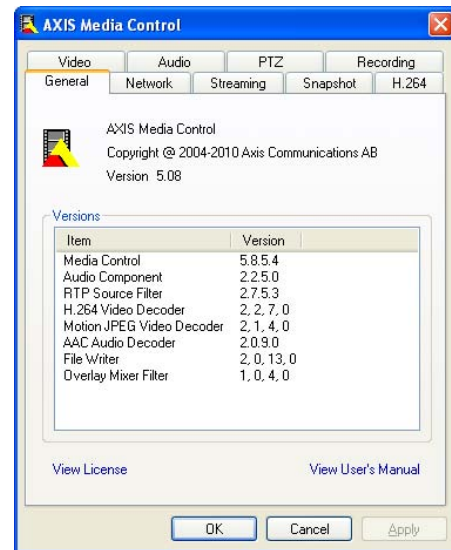 AXIS Media Control
Video Audio PTZ Recording
General Network Streaming Snapshot H.264
AXIS Media Control
Copyright @ 2004-2010 Axis Communications AB
Version 5.08
Versions
Item Version
Media Control 5.8.5.4
Audio Component 2.2.5.0
RTP Source Filter 2.7.5.3
H.264 Video Decoder 2, 2, 7, 0
Motion JPEG Video Decoder 2, 1, 4, 0
AAC Audio Decoder 2.0.9.0
File Writer 2, 0, 13, 0
Overlay Mixer Filter 1, 0, 4, 0
View License View User's Manual
OK Cancel Apply